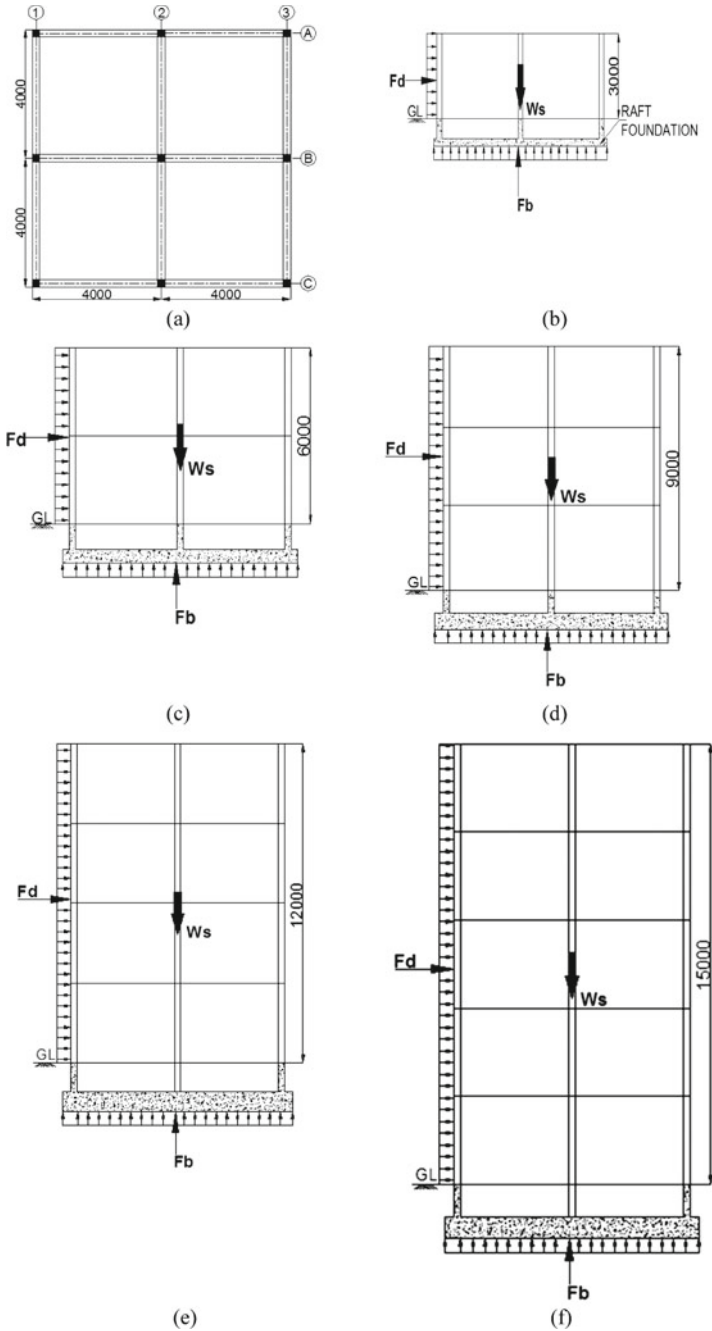 1 2 3
A
4000
B
4000
C
4000 4000
(a)
Fd
3000
Ws
GL
RAFT
FOUNDATION
Fb
(b)
Fd
6000
Ws
GL
Fb
(c)
Fd
9000
Ws
GL
Fb
(d)
Fd
12000
Ws
GL
Fb
(e)
Fd
15000
Ws
GL
Fb
(f)